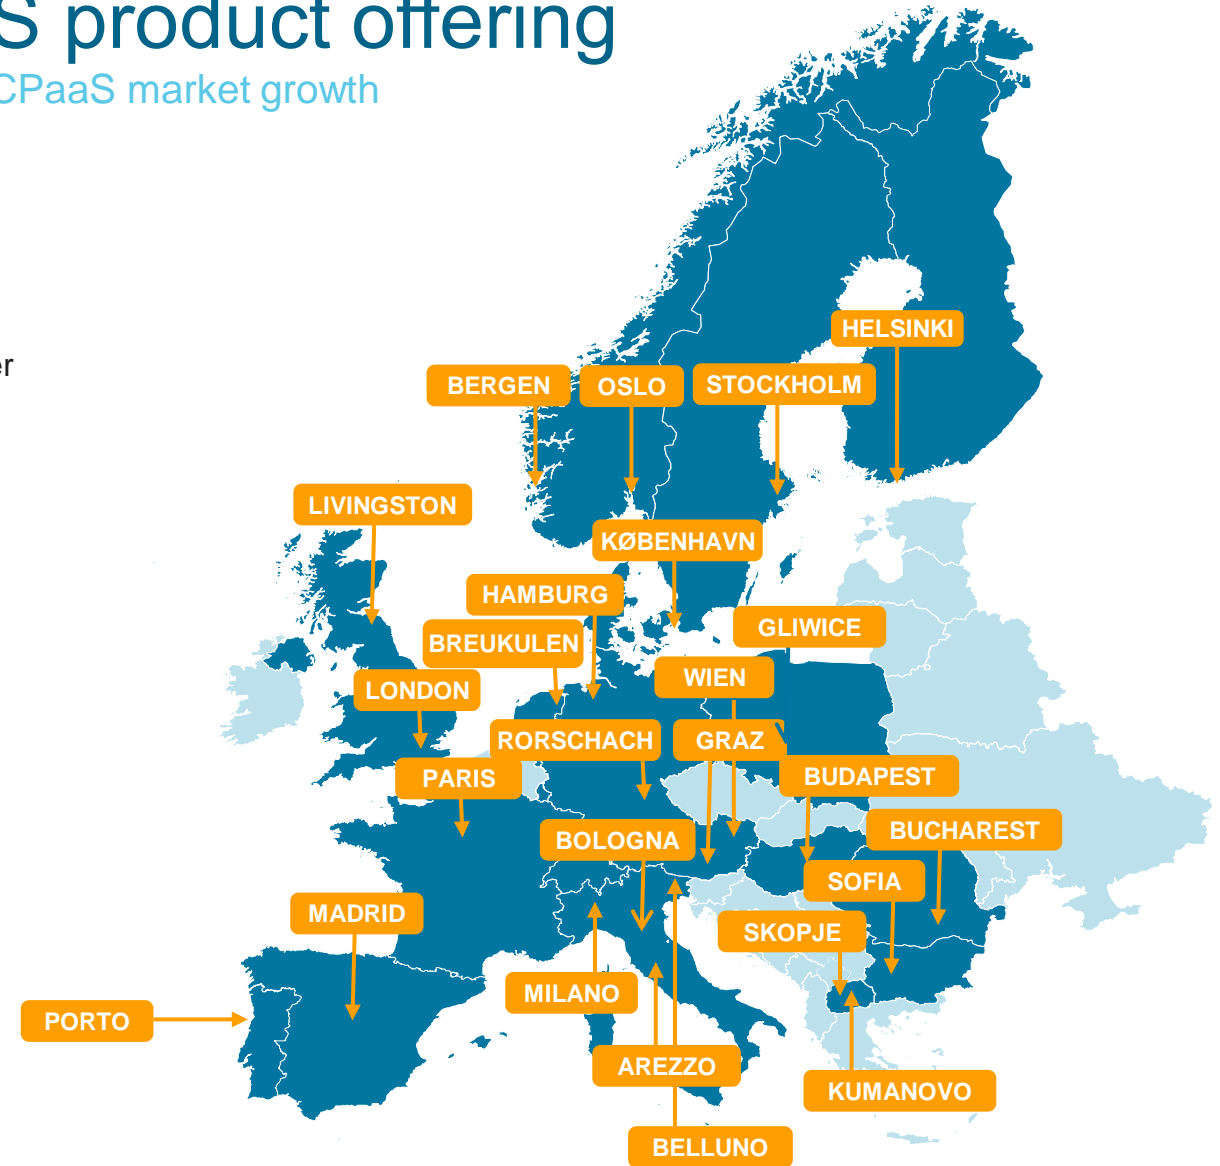 S product offering
CPaaS market growth
HELSINKI
er
BERGEN
OSLO
STOCKHOLM
LIVINGSTON
KØBENHAVN
HAMBURG
GLIWICE
BREUKULEN
WIEN
LONDON
RORSCHACH
GRAZ
PARIS
BUDAPEST
BUCHAREST
BOLOGNA
SOFIA
MADRID
SKOPJE
MILANO
PORTO
AREZZO
KUMANOVO
BELLUNO